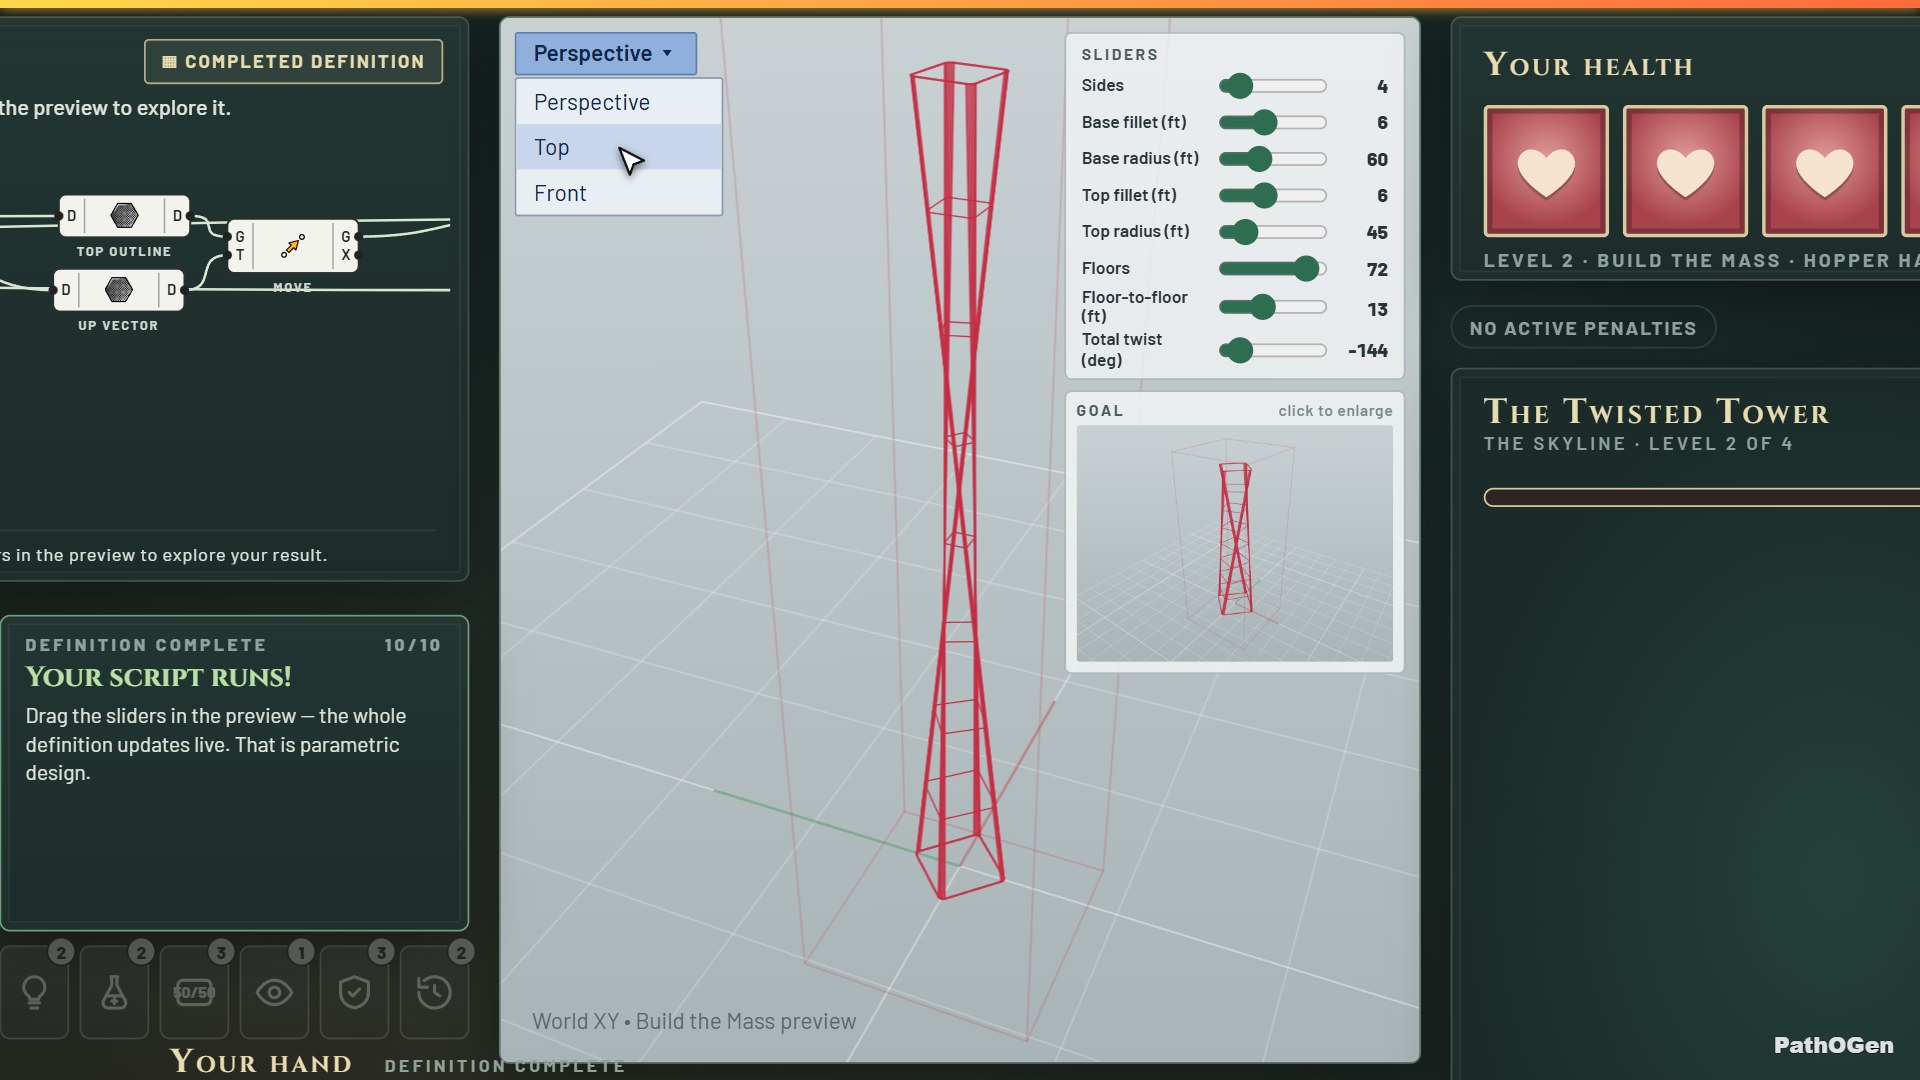 COMPLETED DEFINITION
the preview to explore it.
D D
TOP OUTLINE
G G
T X
MOVE
D D
UP VECTOR
s in the preview to explore your result.
DEFINITION COMPLETE 10/10
YOUR SCRIPT RUNS!
Drag the sliders in the preview — the whole
definition updates live. That is parametric
design.
2 2 3 1 3 2
50/50
YOUR HAND DEFINITION COMPLETE
Perspective
Perspective
Top
Front
SLIDERS
Sides 4
Base fillet (ft) 6
Base radius (ft) 60
Top fillet (ft) 6
Top radius (ft) 45
Floors 72
Floor-to-floor
(ft) 13
Total twist
(deg) -144
GOAL click to enlarge
World XY • Build the Mass preview
YOUR HEALTH
LEVEL 2 · BUILD THE MASS · HOPPER HA
NO ACTIVE PENALTIES
THE TWISTED TOWER
THE SKYLINE · LEVEL 2 OF 4
PathOGen